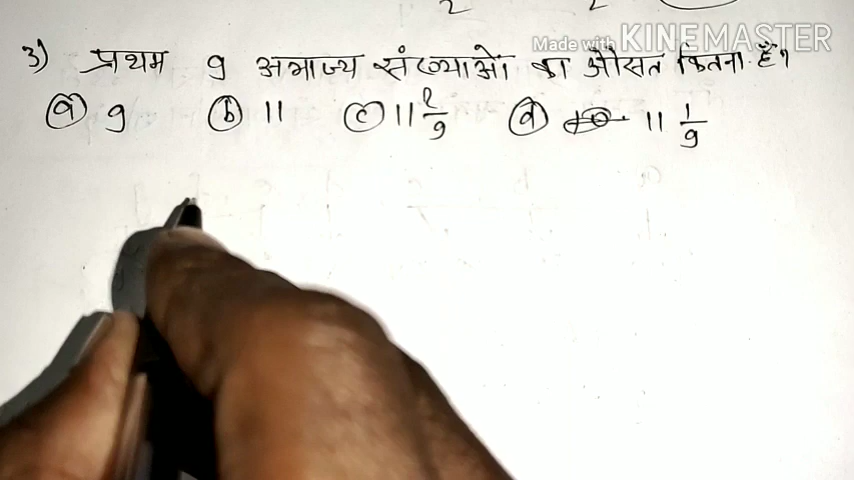 Made with KINEMASTER
3) प्रथम 9 अभाज्य संख्याओं का औसत कितना है?
(a) 9 (b) 11 (c) 11 2/9 (d) 11 1/9